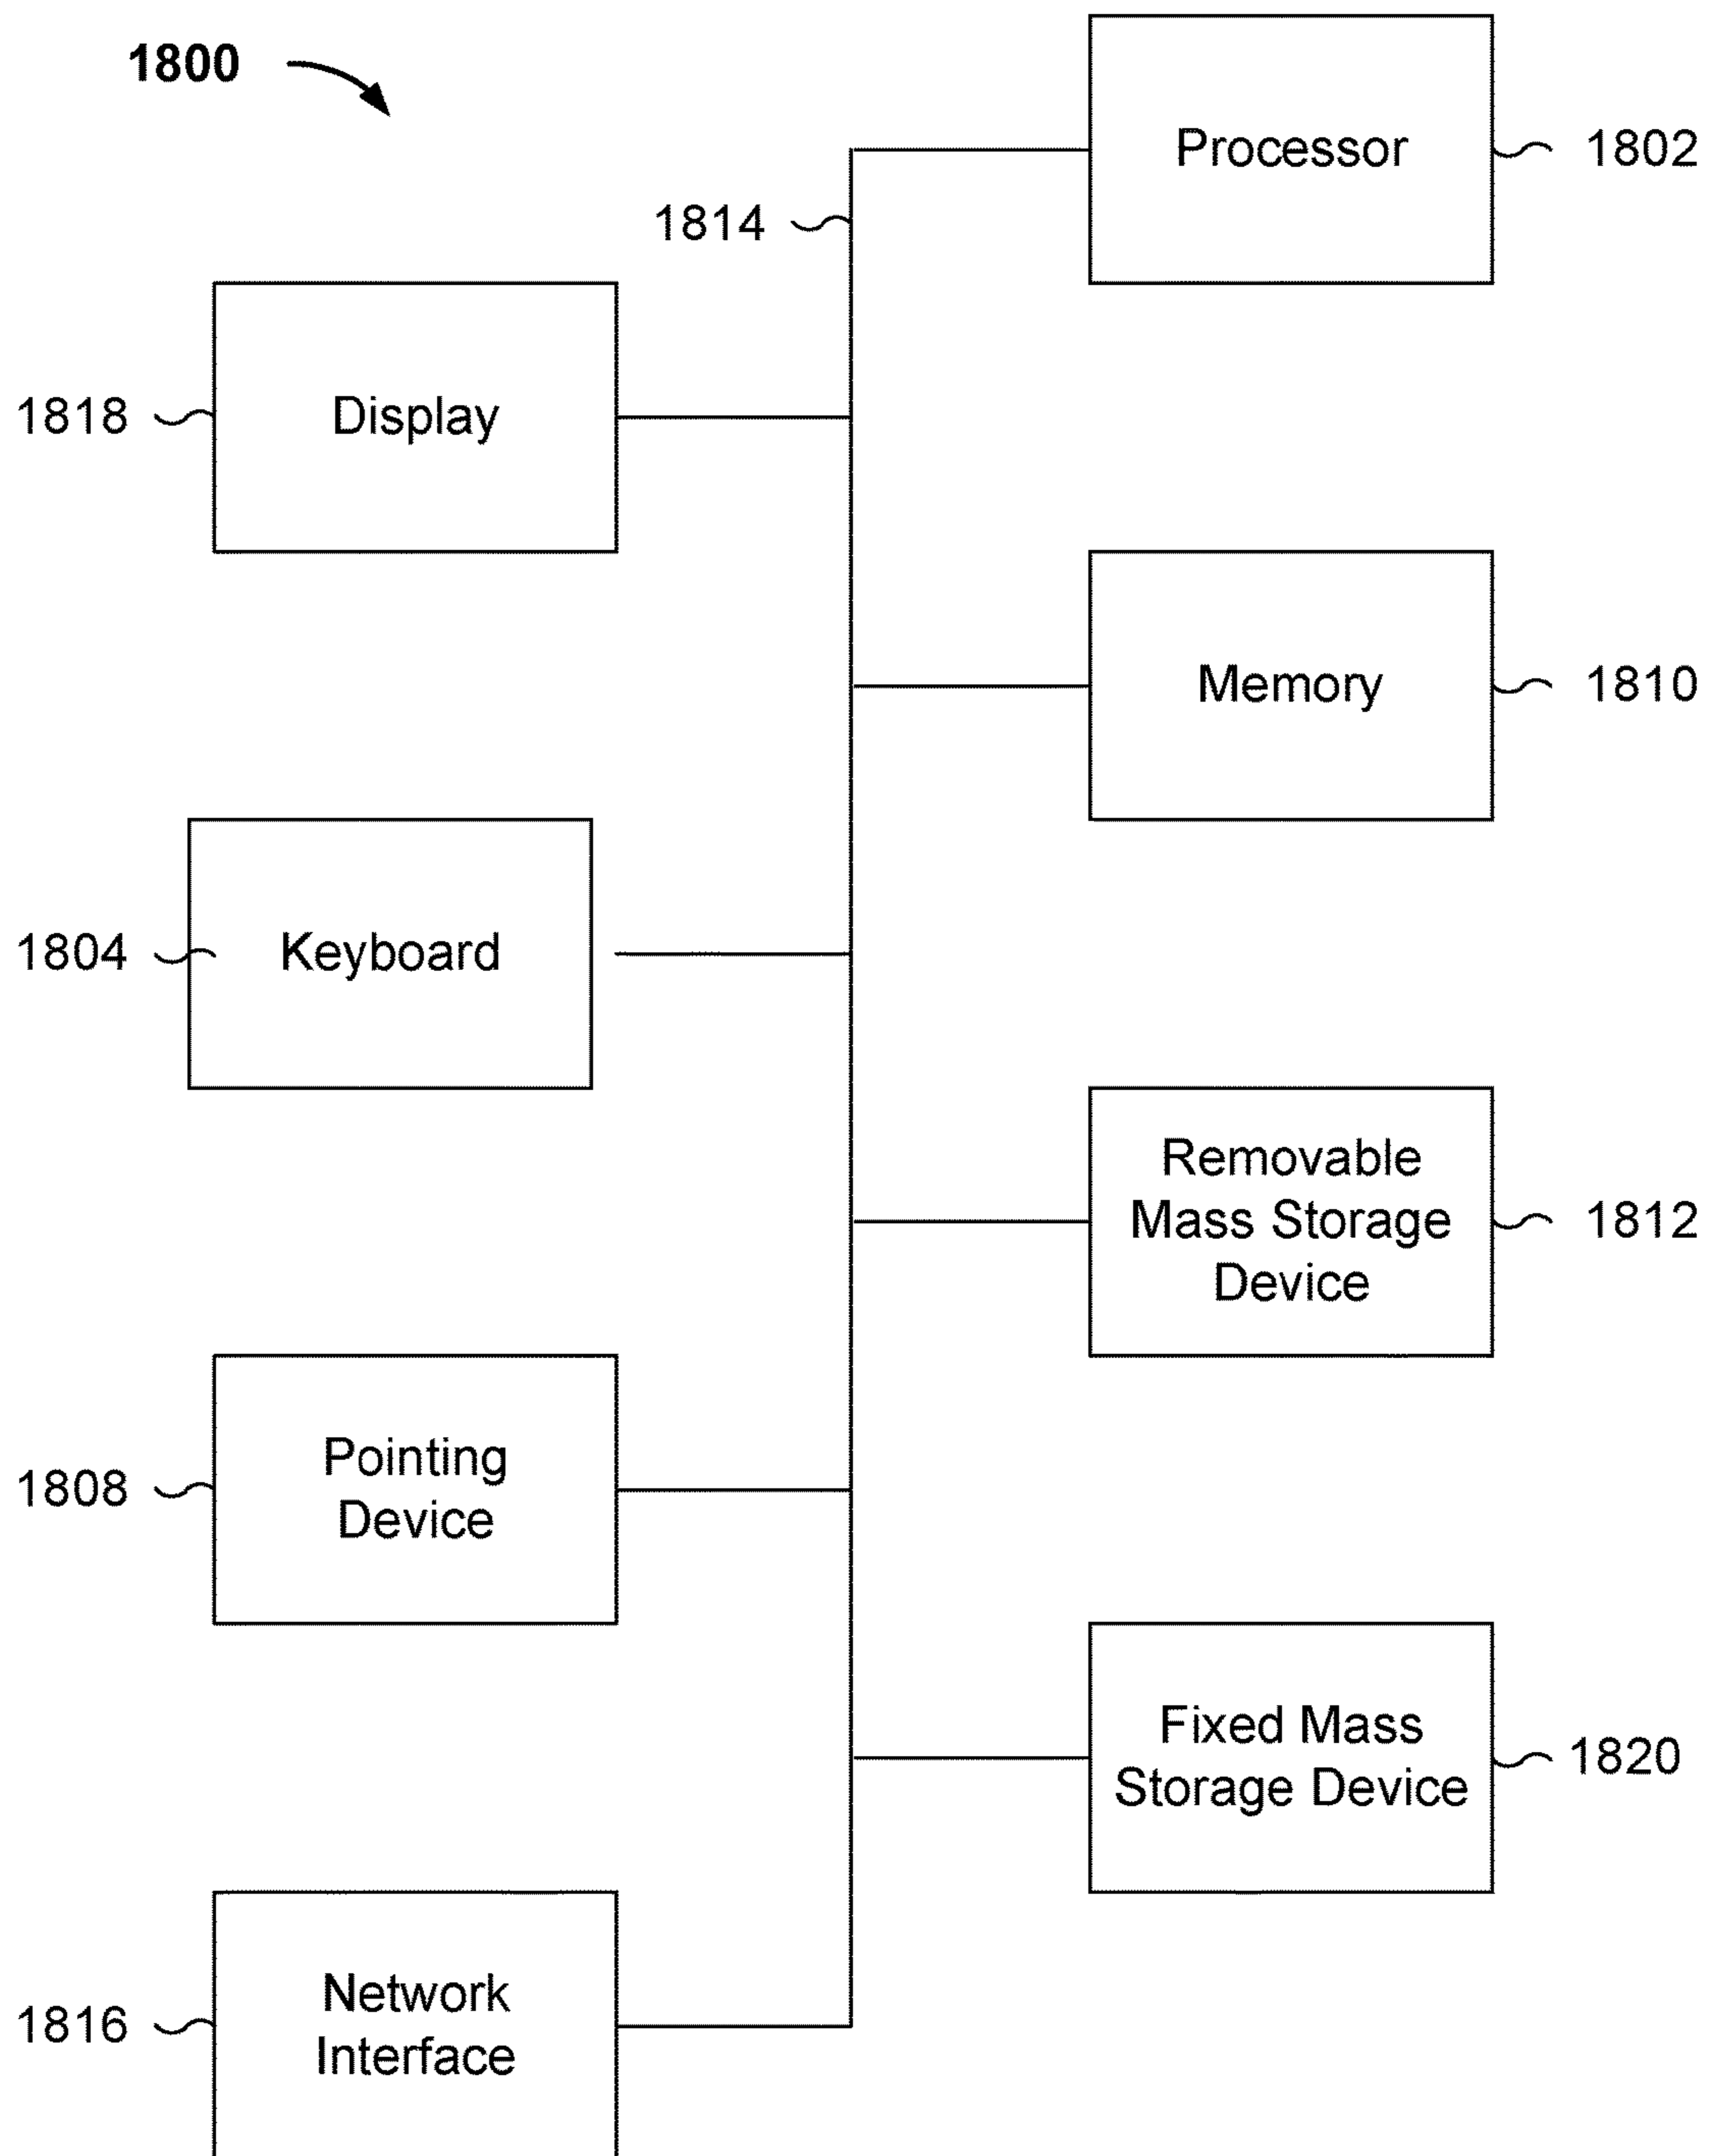 1800
Processor
1802
1814
Display
1818
Memory
1810
Keyboard
1804
Removable
Mass Storage
Device
1812
Pointing
Device
1808
Fixed Mass
Storage Device
1820
Network
Interface
1816